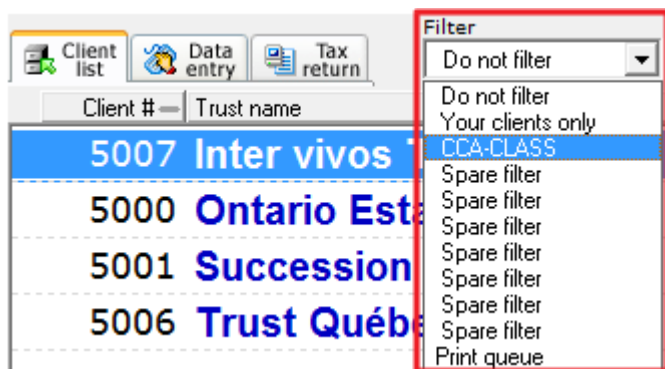 Filter
Client list
Data entry
Tax return
Do not filter
Client # Trust name
Do not filter
Your clients only
CCA-CLASS
Spare filter
Spare filter
Spare filter
Spare filter
Spare filter
Spare filter
Spare filter
Print queue
5007 Inter vivos
5000 Ontario
5001 Succession
5006 Trust